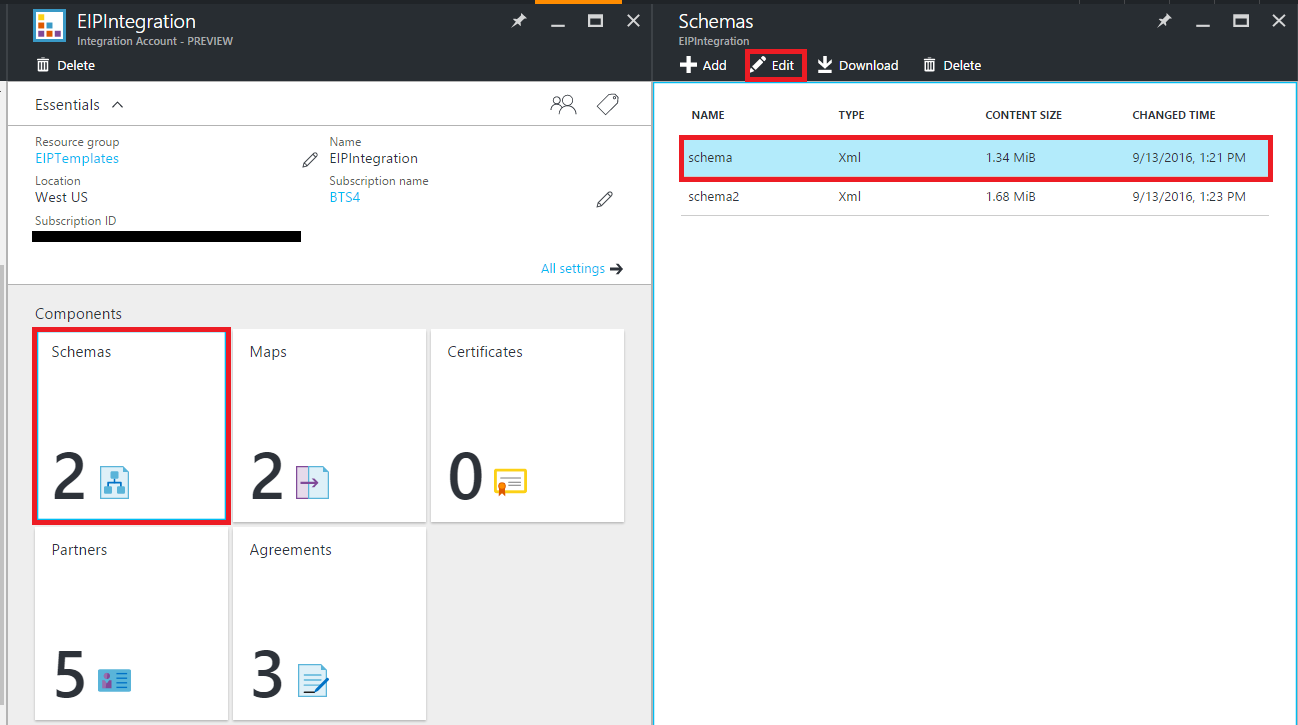 EIPIntegration
Integration Account - PREVIEW
Delete
Essentials
Resource group
EIPTemplates
Name
EIPIntegration
Location
West US
Subscription name
BTS4
Subscription ID
All settings
Components
Schemas
2
Maps
2
Certificates
0
Partners
5
Agreements
3
Schemas
EIPIntegration
Add Edit Download Delete
NAME TYPE CONTENT SIZE CHANGED TIME
schema Xml 1.34 MiB 9/13/2016, 1:21 PM
schema2 Xml 1.68 MiB 9/13/2016, 1:23 PM